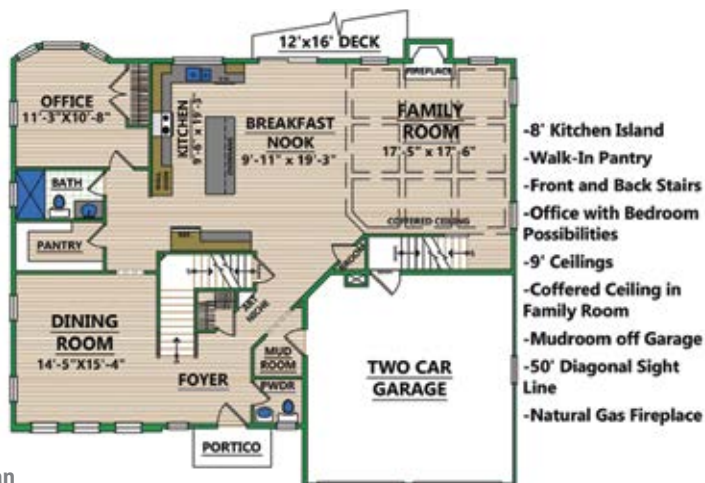 12'x16' DECK
FIREPLACE
OFFICE
11'-3"X10'-8"
KITCHEN
9'-6" x 19'-3"
BREAKFAST
NOOK
9'-11" x 19'-3"
FAMILY
ROOM
17'-5" x 17'-6"
COFFERED CEILING
BATH
PANTRY
BROOM
ART
NICHE
DINING
ROOM
14'-5"X15'-4"
FOYER
MUD
ROOM
PWDR
TWO CAR
GARAGE
PORTICO
-8' Kitchen Island
-Walk-In Pantry
-Front and Back Stairs
-Office with Bedroom
Possibilities
-9' Ceilings
-Coffered Ceiling in
Family Room
-Mudroom off Garage
-50' Diagonal Sight
Line
-Natural Gas Fireplace